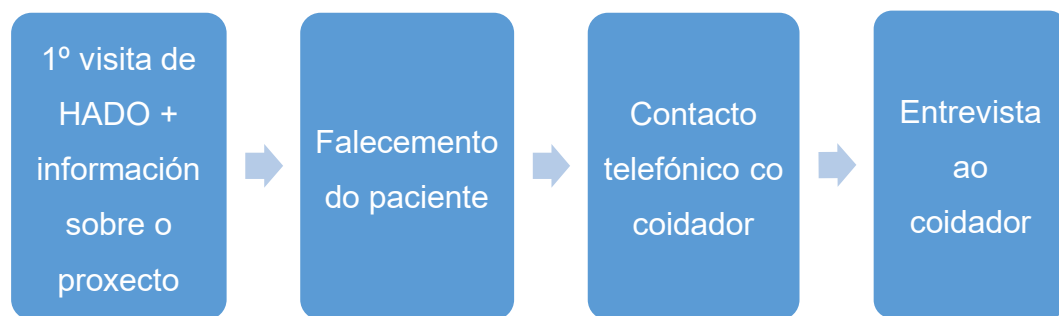 1º visita de
HADO +
información
sobre o
proxecto
Falecemento
do paciente
Contacto
telefónico co
coidador
Entrevista
ao
coidador